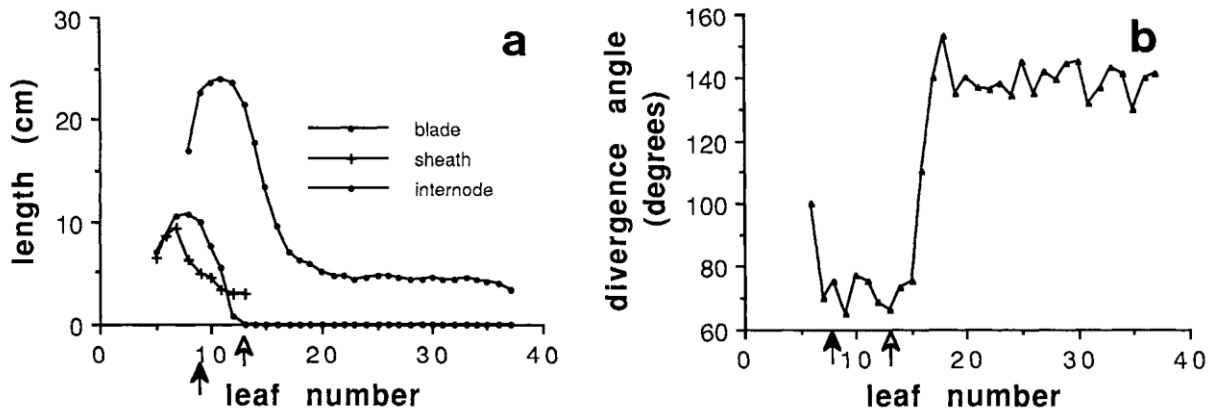 a
30
20
10
0
length (cm)
blade
sheath
internode
0 10 20 30 40
leaf number
b
160
140
120
100
80
60
divergence angle
(degrees)
0 10 20 30 40
leaf number